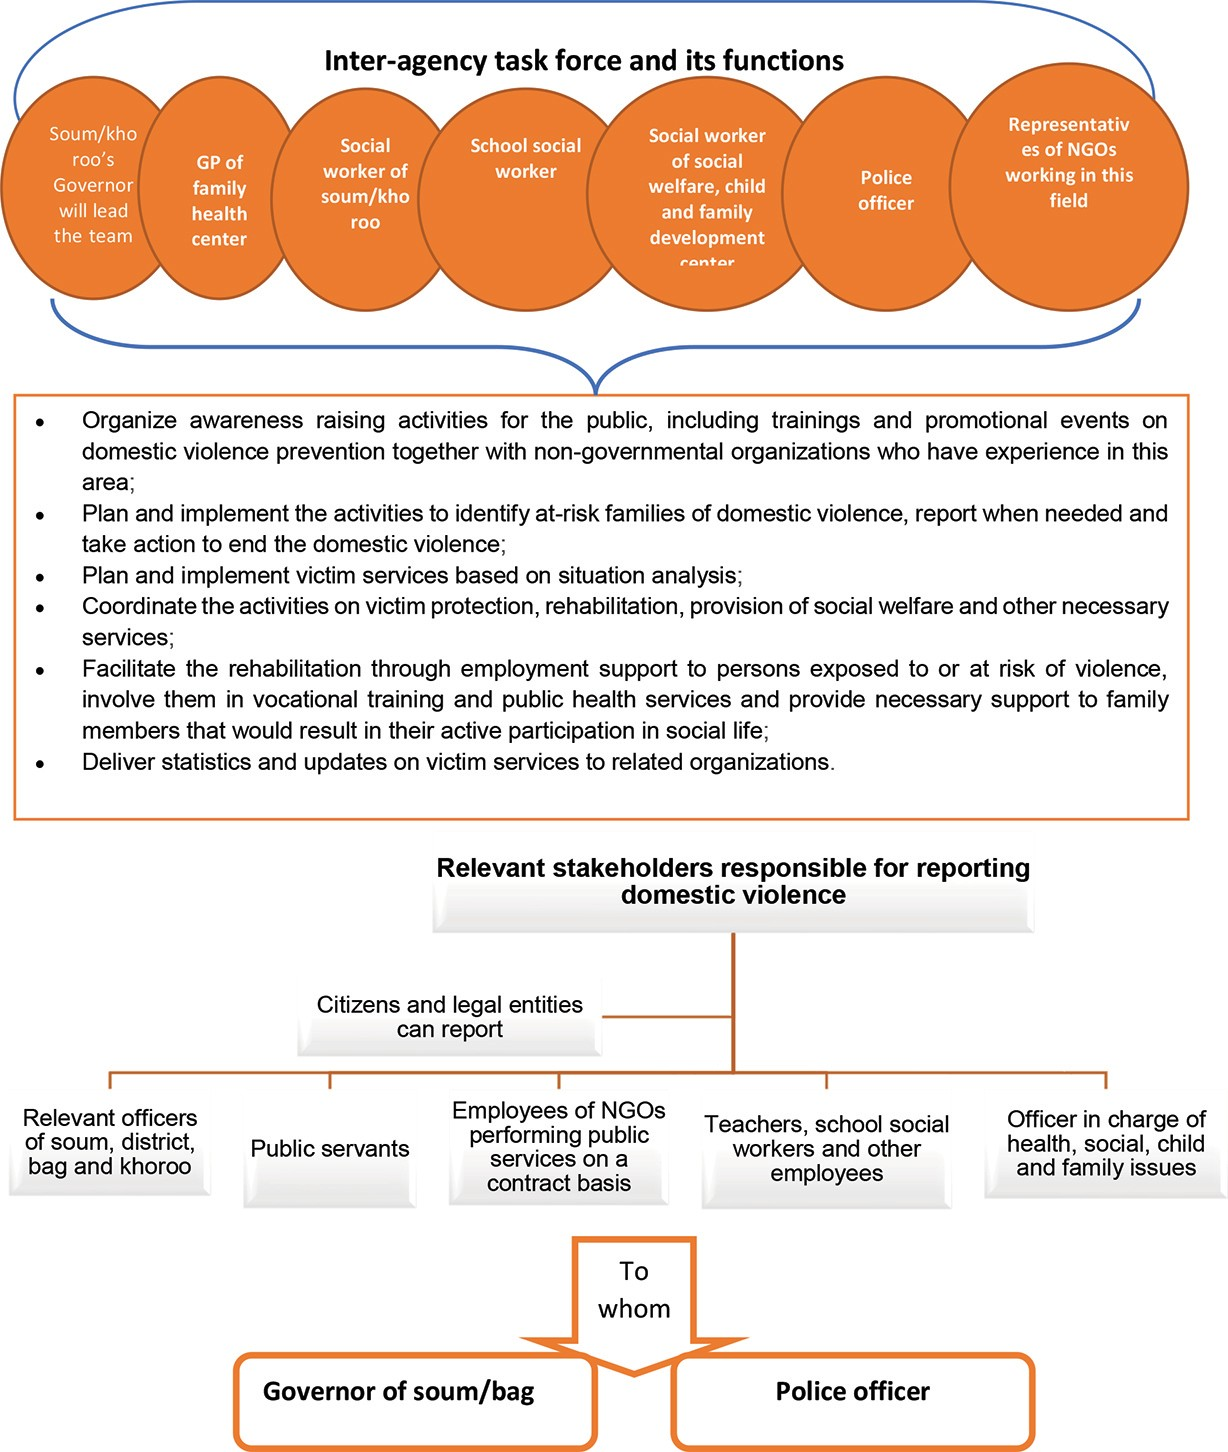 Inter-agency task force and its functions
Soum/kho
roo's
Governor
will lead
the team
GP of
family
health
center
Social
worker of
soum/kho
roo
School social
worker
Social worker
of social
welfare, child
and family
development
center
Police
officer
Representativ
es of NGOs
working in this
field
• Organize awareness raising activities for the public, including trainings and promotional events on
domestic violence prevention together with non-governmental organizations who have experience in this
area;
• Plan and implement the activities to identify at-risk families of domestic violence, report when needed and
take action to end the domestic violence;
• Plan and implement victim services based on situation analysis;
• Coordinate the activities on victim protection, rehabilitation, provision of social welfare and other necessary
services;
• Facilitate the rehabilitation through employment support to persons exposed to or at risk of violence,
involve them in vocational training and public health services and provide necessary support to family
members that would result in their active participation in social life;
• Deliver statistics and updates on victim services to related organizations.
Relevant stakeholders responsible for reporting
domestic violence
Citizens and legal entities
can report
Relevant officers
of soum, district,
bag and khoroo
Public servants
Employees of NGOs
performing public
services on a
contract basis
Teachers, school social
workers and other
employees
Officer in charge of
health, social, child
and family issues
To
whom
Governor of soum/bag
Police officer